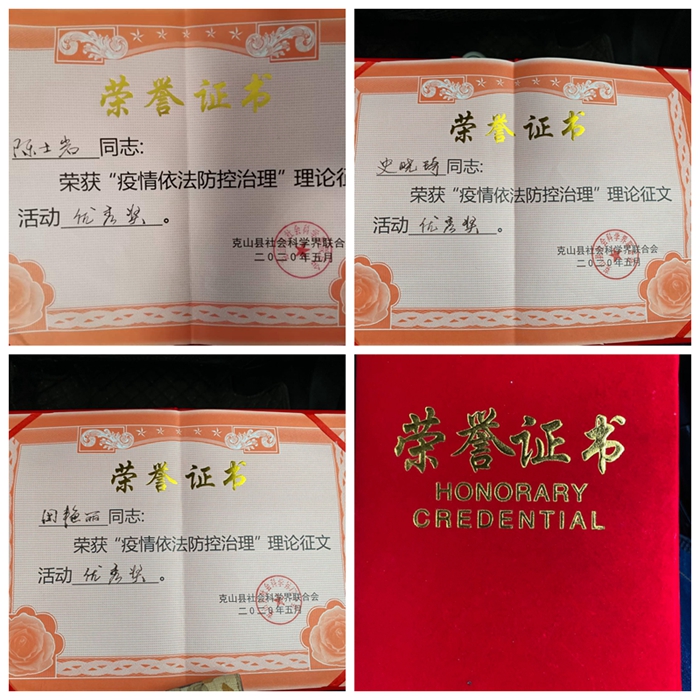 荣誉证书
陈士岩 同志:
荣获“疫情依法防控治理”理论征
活动 优秀奖 。
克山县社会科学界联合会
二〇二〇年五月
荣誉证书
史晓琦 同志:
荣获“疫情依法防控治理”理论征文
活动 优秀奖 。
克山县社会科学界联合会
二〇二〇年五月
荣誉证书
闵艳丽 同志:
荣获“疫情依法防控治理”理论征文
活动 优秀奖 。
克山县社会科学界联合会
二〇二〇年五月
荣誉证书
HONORARY
CREDENTIAL